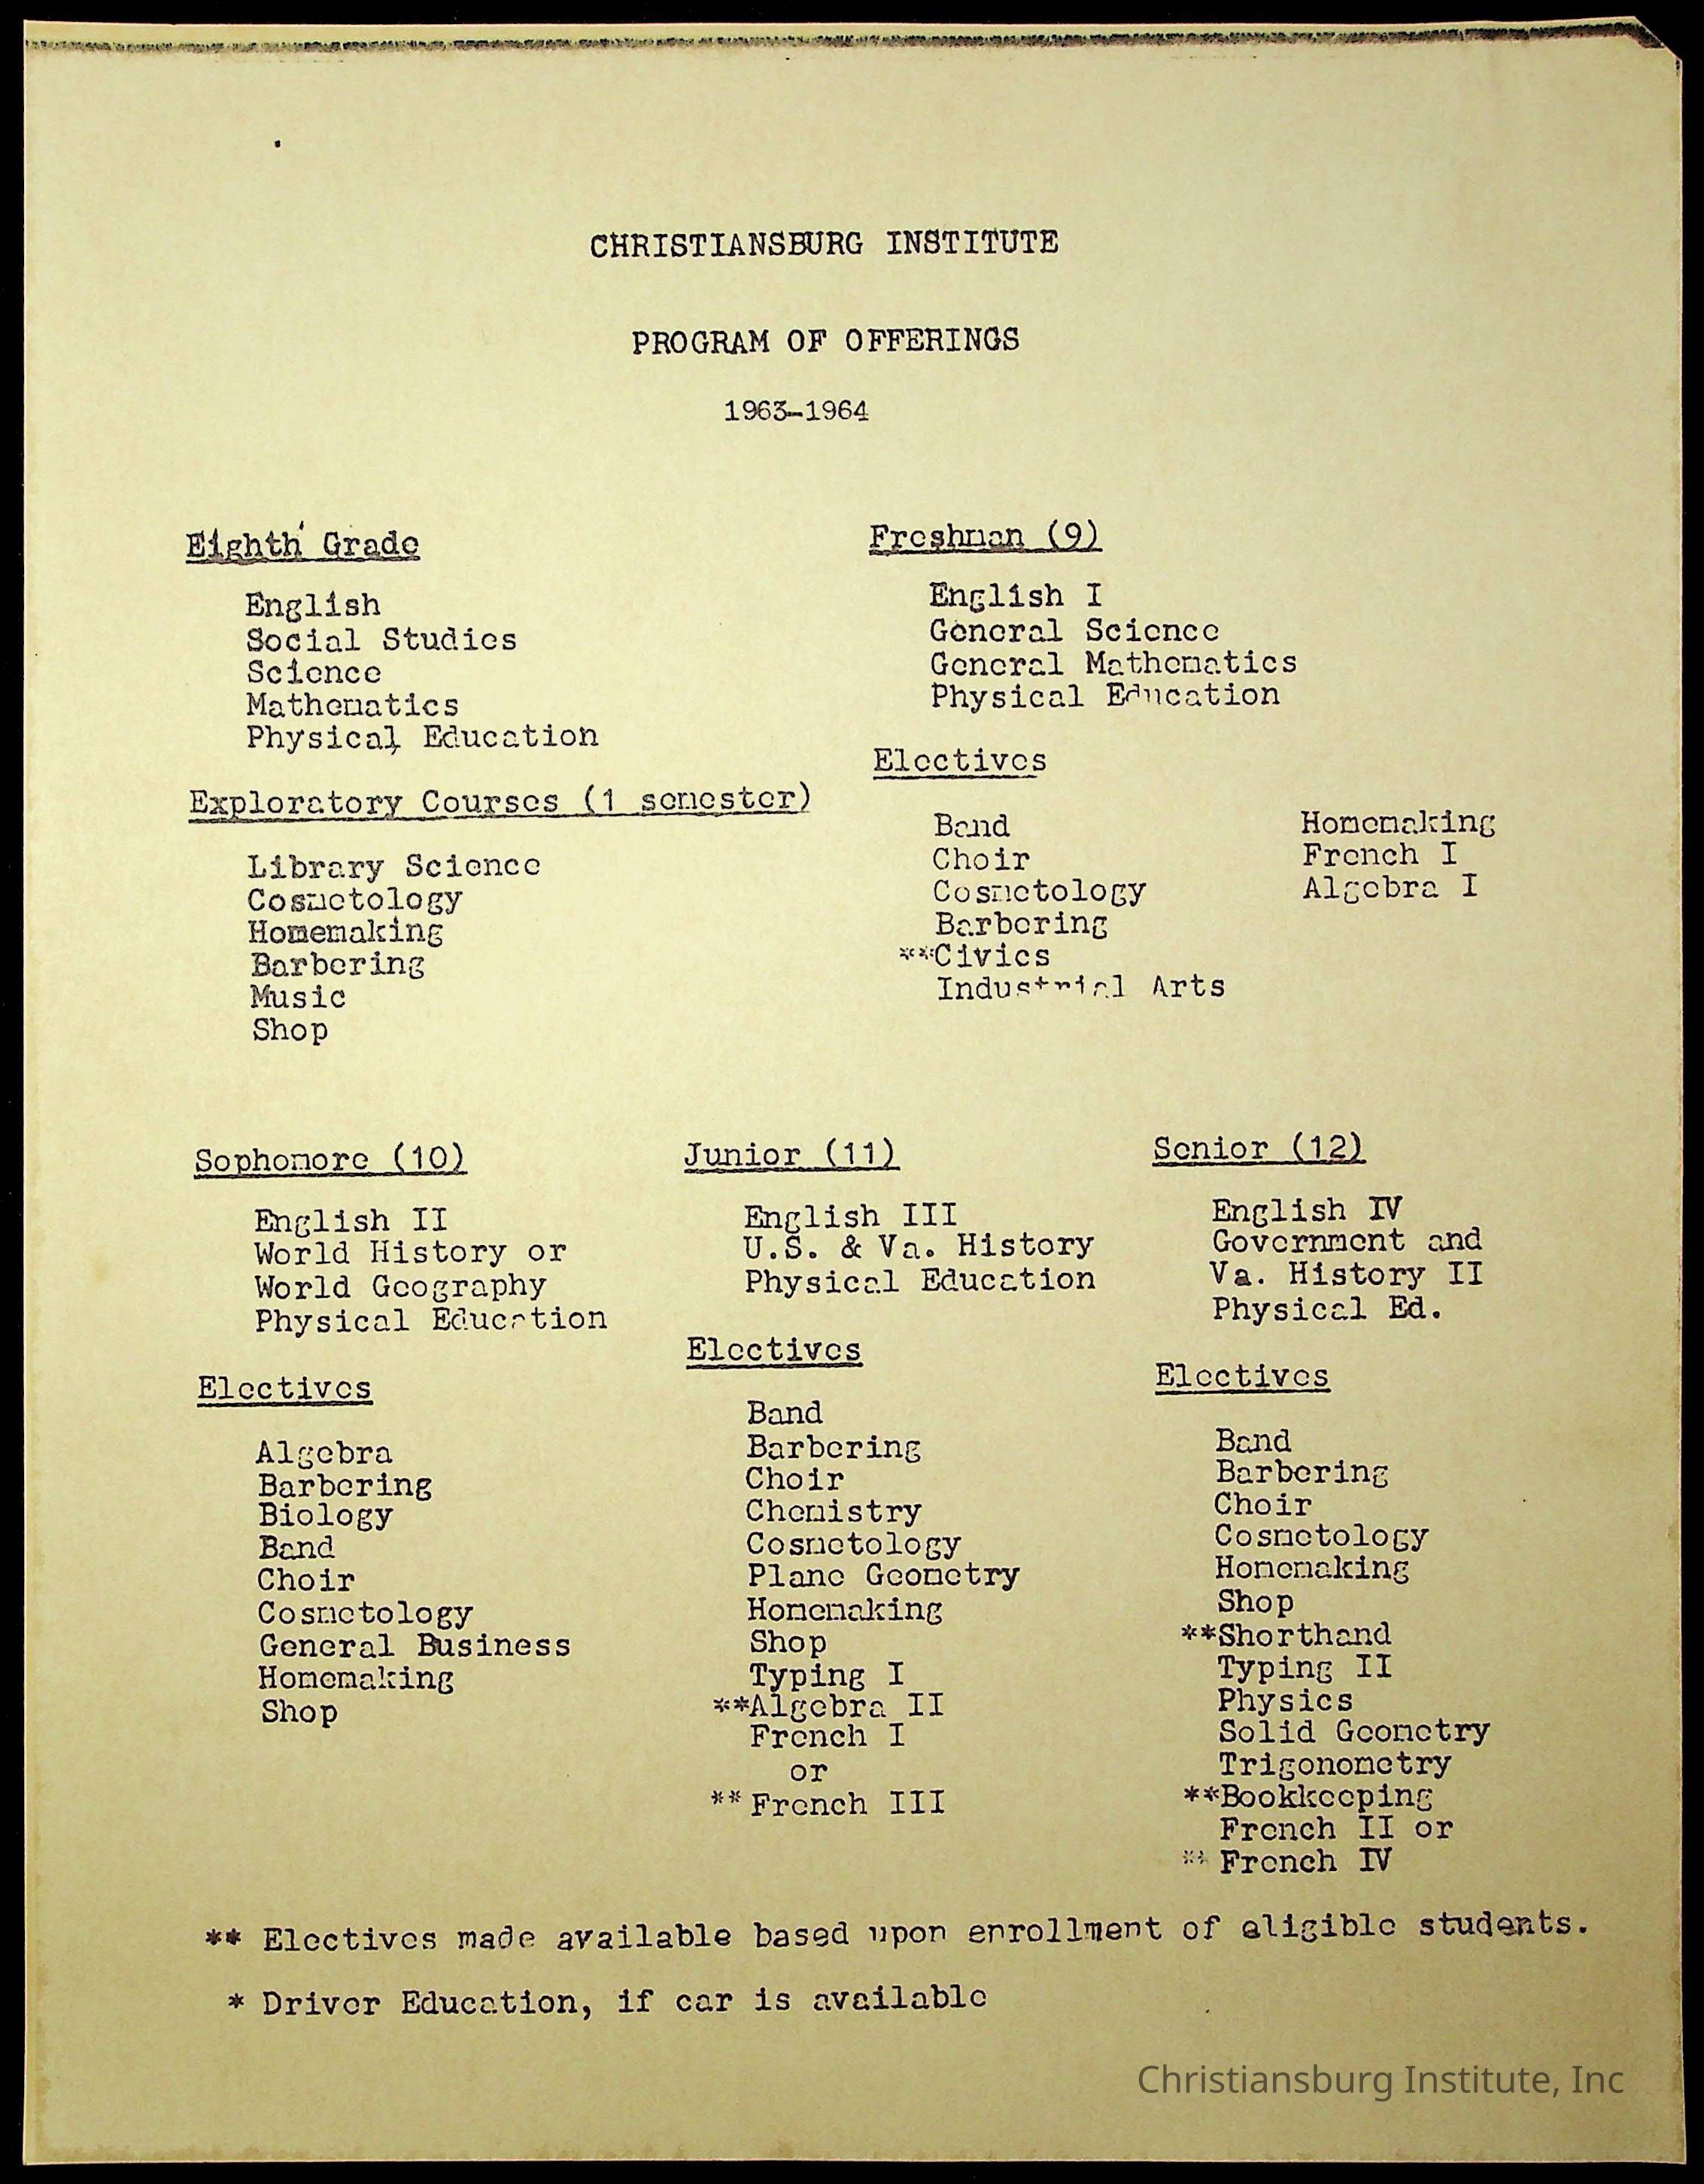 CHRISTIANSBURG INSTITUTE
PROGRAM OF OFFERINGS
1963-1964
Eighth Grade
English
Social Studies
Science
Mathematics
Physical Education
Exploratory Courses (1 semester)
Library Science
Cosmetology
Homemaking
Barbering
Music
Shop
Freshman (9)
English I
General Science
General Mathematics
Physical Education
Electives
Band
Choir
Cosmetology
Barbering
**Civics
Industrial Arts
Homemaking
French I
Algebra I
Sophomore (10)
English II
World History or
World Geography
Physical Education
Electives
Algebra
Barbering
Biology
Band
Choir
Cosmetology
General Business
Homemaking
Shop
Junior (11)
English III
U.S. & Va. History
Physical Education
Electives
Band
Barbering
Choir
Chemistry
Cosmetology
Plane Geometry
Homemaking
Shop
Typing I
**Algebra II
French I
or
** French III
Senior (12)
English IV
Government and
Va. History II
Physical Ed.
Electives
Band
Barbering
Choir
Cosmetology
Homemaking
Shop
**Shorthand
Typing II
Physics
Solid Geometry
Trigonometry
**Bookkeeping
French II or
** French IV
** Electives made available based upon enrollment of eligible students.
* Driver Education, if car is available
Christiansburg Institute, Inc